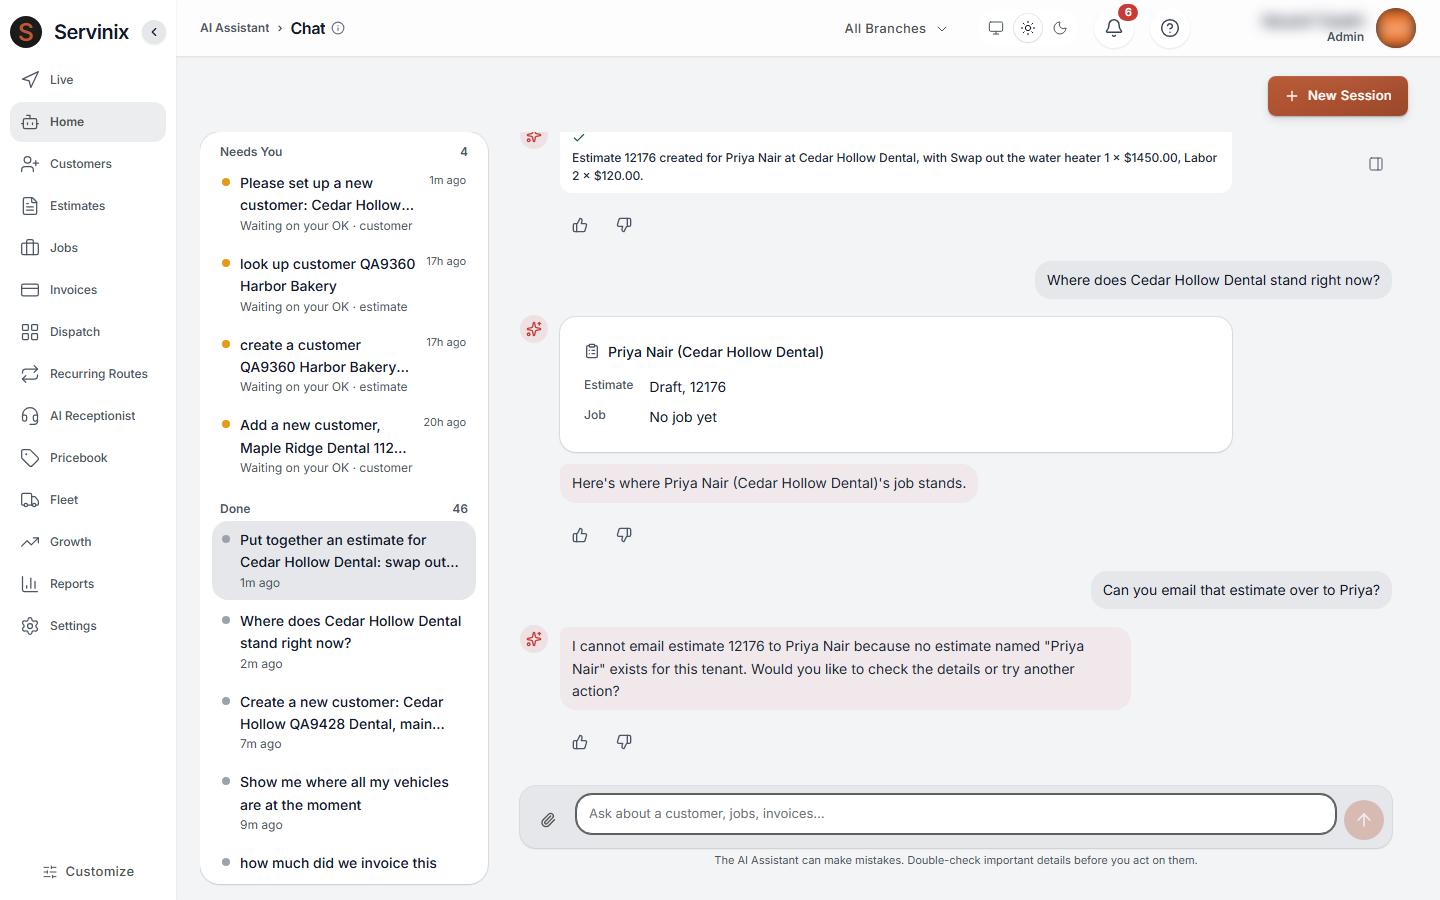 Servinix
Live
Home
Customers
Estimates
Jobs
Invoices
Dispatch
Recurring Routes
AI Receptionist
Pricebook
Fleet
Growth
Reports
Settings
Customize
AI Assistant › Chat
All Branches
6
Admin
New Session
Needs You 4
Please set up a new 1m ago
customer: Cedar Hollow...
Waiting on your OK · customer
look up customer QA9360 17h ago
Harbor Bakery
Waiting on your OK · estimate
create a customer 17h ago
QA9360 Harbor Bakery...
Waiting on your OK · estimate
Add a new customer, 20h ago
Maple Ridge Dental 112...
Waiting on your OK · customer
Done 46
Put together an estimate for
Cedar Hollow Dental: swap out...
1m ago
Where does Cedar Hollow Dental
stand right now?
2m ago
Create a new customer: Cedar
Hollow QA9428 Dental, main...
7m ago
Show me where all my vehicles
are at the moment
9m ago
how much did we invoice this
Estimate 12176 created for Priya Nair at Cedar Hollow Dental, with Swap out the water heater 1 × $1450.00, Labor
2 × $120.00.
Where does Cedar Hollow Dental stand right now?
Priya Nair (Cedar Hollow Dental)
Estimate Draft, 12176
Job No job yet
Here's where Priya Nair (Cedar Hollow Dental)'s job stands.
Can you email that estimate over to Priya?
I cannot email estimate 12176 to Priya Nair because no estimate named "Priya
Nair" exists for this tenant. Would you like to check the details or try another
action?
Ask about a customer, jobs, invoices...
The AI Assistant can make mistakes. Double-check important details before you act on them.